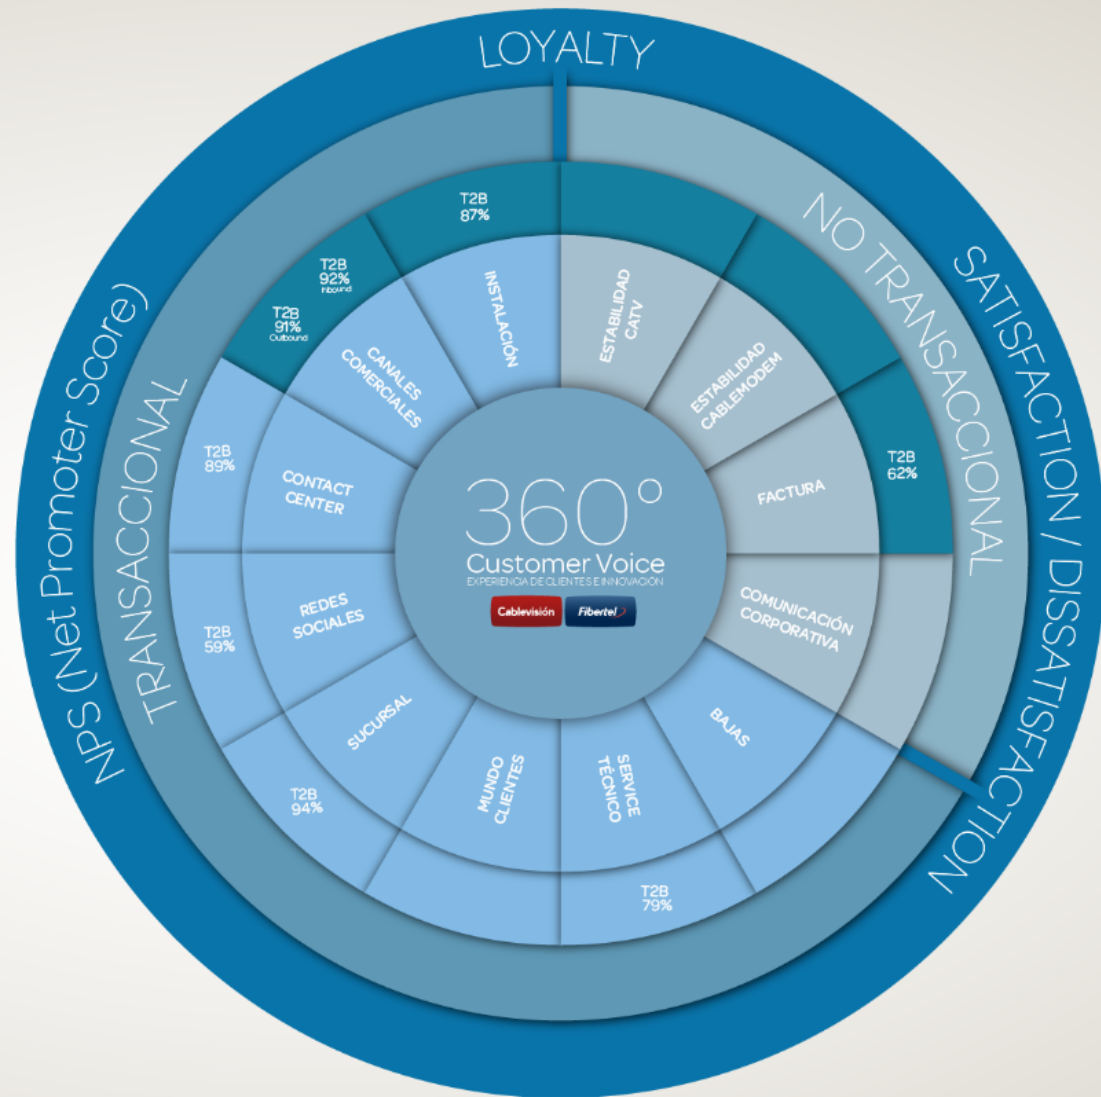 LOYALTY
SATISFACTION / DISSATISFACTION
NPS (Net Promoter Score)
TRANSACCIONAL
NO TRANSACCIONAL
T2B
87%
T2B
92%
Inbound
T2B
91%
Outbound
T2B
89%
T2B
59%
T2B
94%
T2B
79%
T2B
62%
INSTALACIÓN
ESTABILIDAD
CATV
ESTABILIDAD
CABLEMODEM
FACTURA
COMUNICACIÓN
CORPORATIVA
BAJAS
SERVICE
TÉCNICO
MUNDO
CLIENTES
SUCURSAL
REDES
SOCIALES
CONTACT
CENTER
CANALES
COMERCIALES
360°
Customer Voice
EXPERIENCIA DE CLIENTES E INNOVACIÓN
Cablevisión
Fibertel